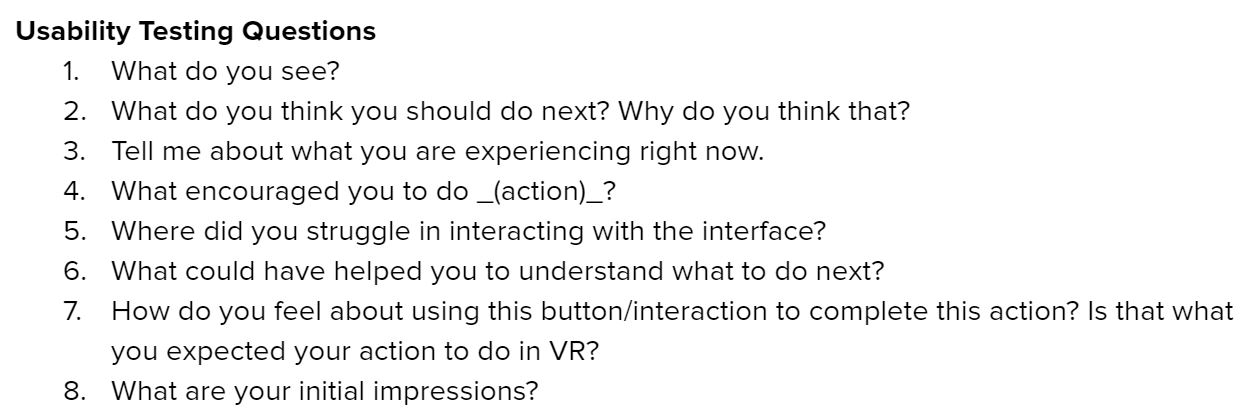 Usability Testing Questions
1. What do you see?
2. What do you think you should do next? Why do you think that?
3. Tell me about what you are experiencing right now.
4. What encouraged you to do _(action)_?
5. Where did you struggle in interacting with the interface?
6. What could have helped you to understand what to do next?
7. How do you feel about using this button/interaction to complete this action? Is that what
you expected your action to do in VR?
8. What are your initial impressions?